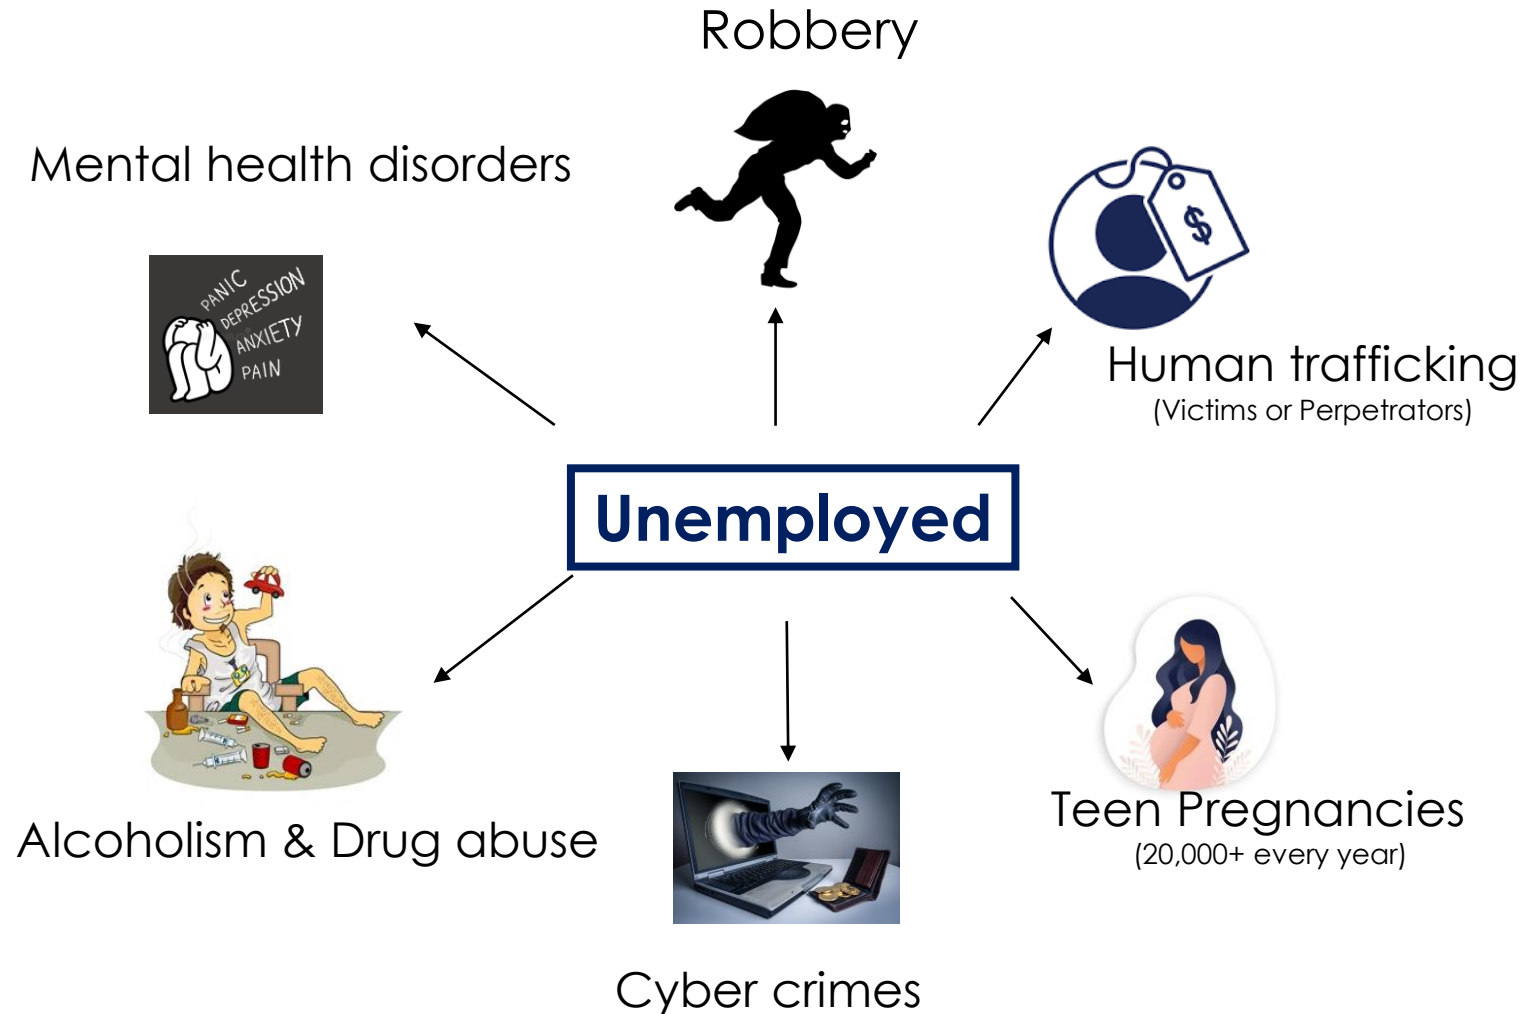 Robbery
Mental health disorders
PANIC
DEPRESSION
ANXIETY
PAIN
$
Human trafficking
(Victims or Perpetrators)
Unemployed
Teen Pregnancies
(20,000+ every year)
Alcoholism & Drug abuse
Cyber crimes